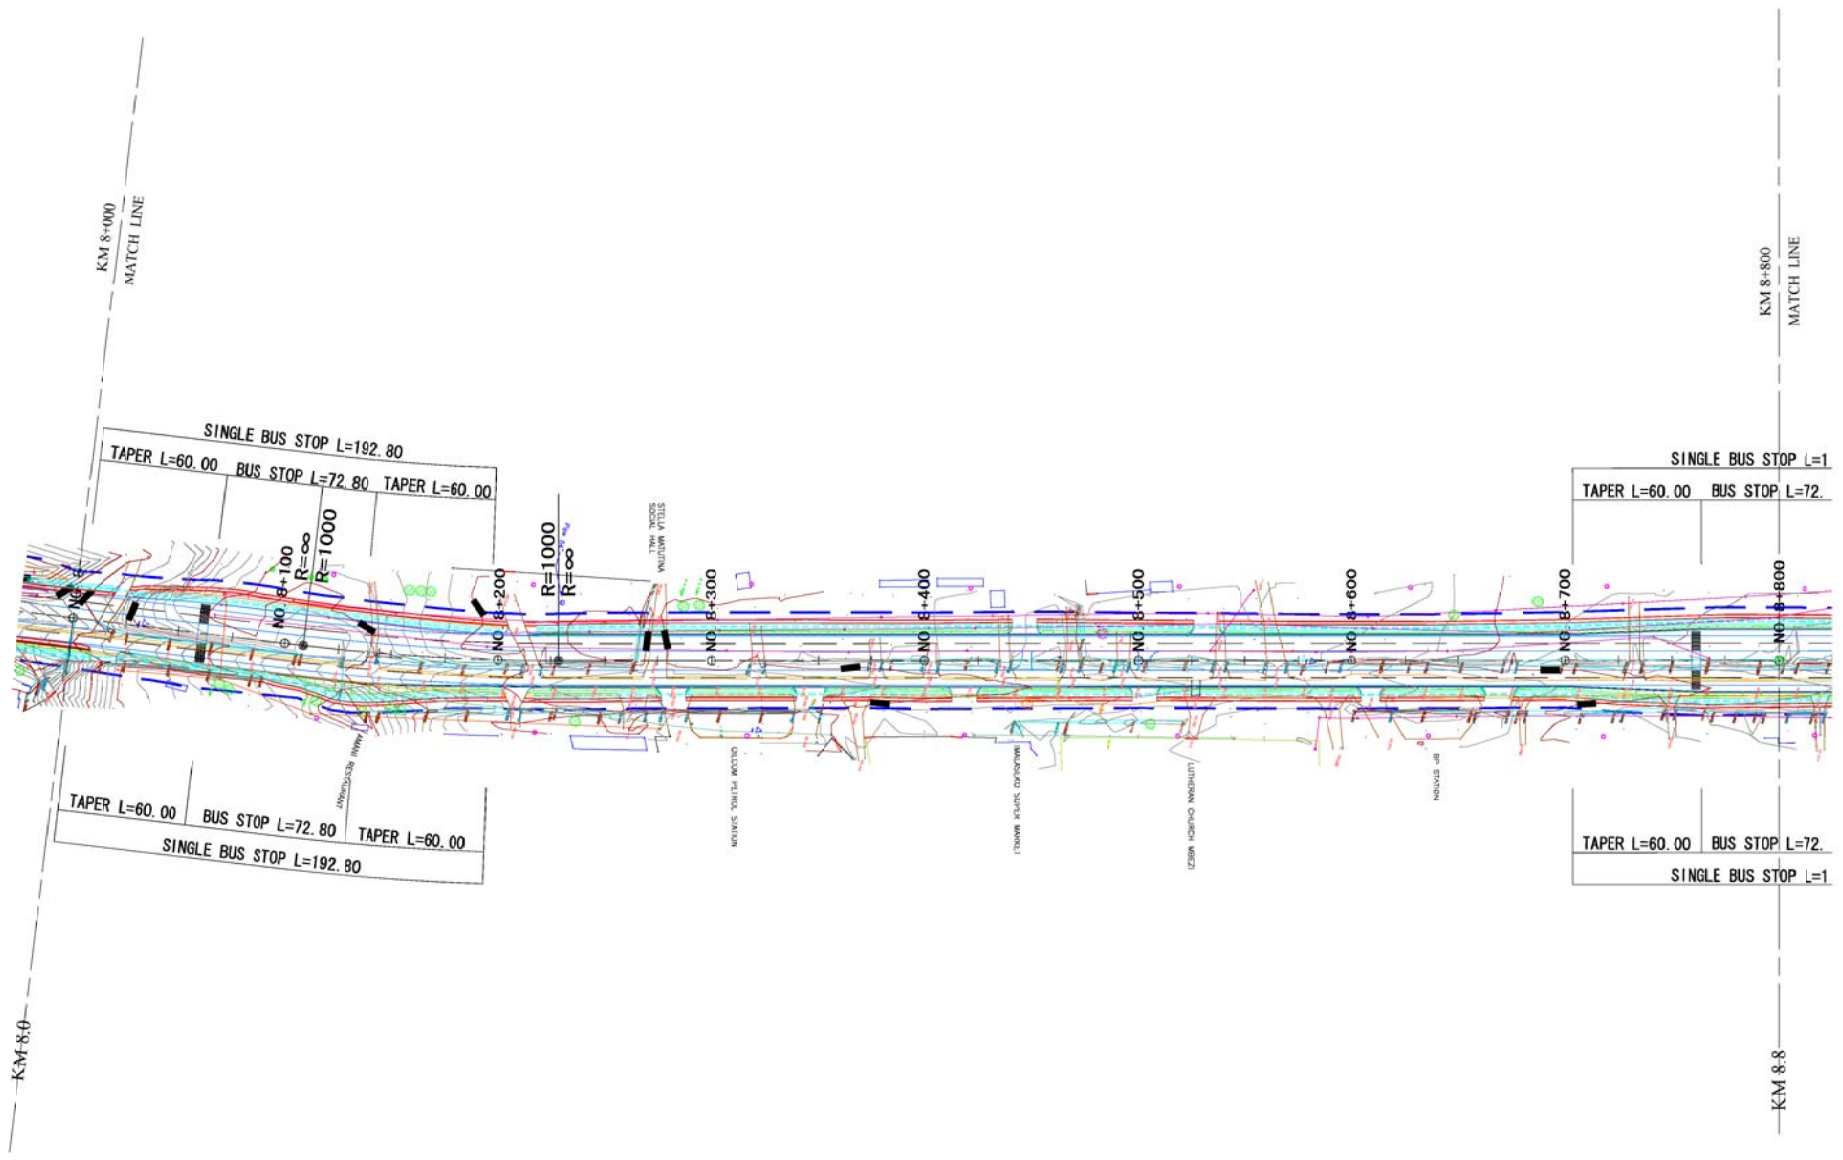 KM 8+000
MATCH LINE
KM 8+800
MATCH LINE
SINGLE BUS STOP L=192.80
TAPER L=60.00
BUS STOP L=72.80
TAPER L=60.00
SINGLE BUS STOP L=1
TAPER L=60.00
BUS STOP L=72.
NO. 8+100
R=∞
R=1000
NO. 8+200
R=1000
R=∞
STELLA MATUTINA
SOCIAL HALL
NO. 8+300
NO. 8+400
NO. 8+500
NO. 8+600
NO. 8+700
NO. 8+800
AMANI RESTAURANT
PETROL STATION
LUTHERAN CHURCH MBEZI
BP STATION
TAPER L=60.00
BUS STOP L=72.80
TAPER L=60.00
SINGLE BUS STOP L=192.80
TAPER L=60.00
BUS STOP L=72.
SINGLE BUS STOP L=1
KM 8.0
KM 8.8